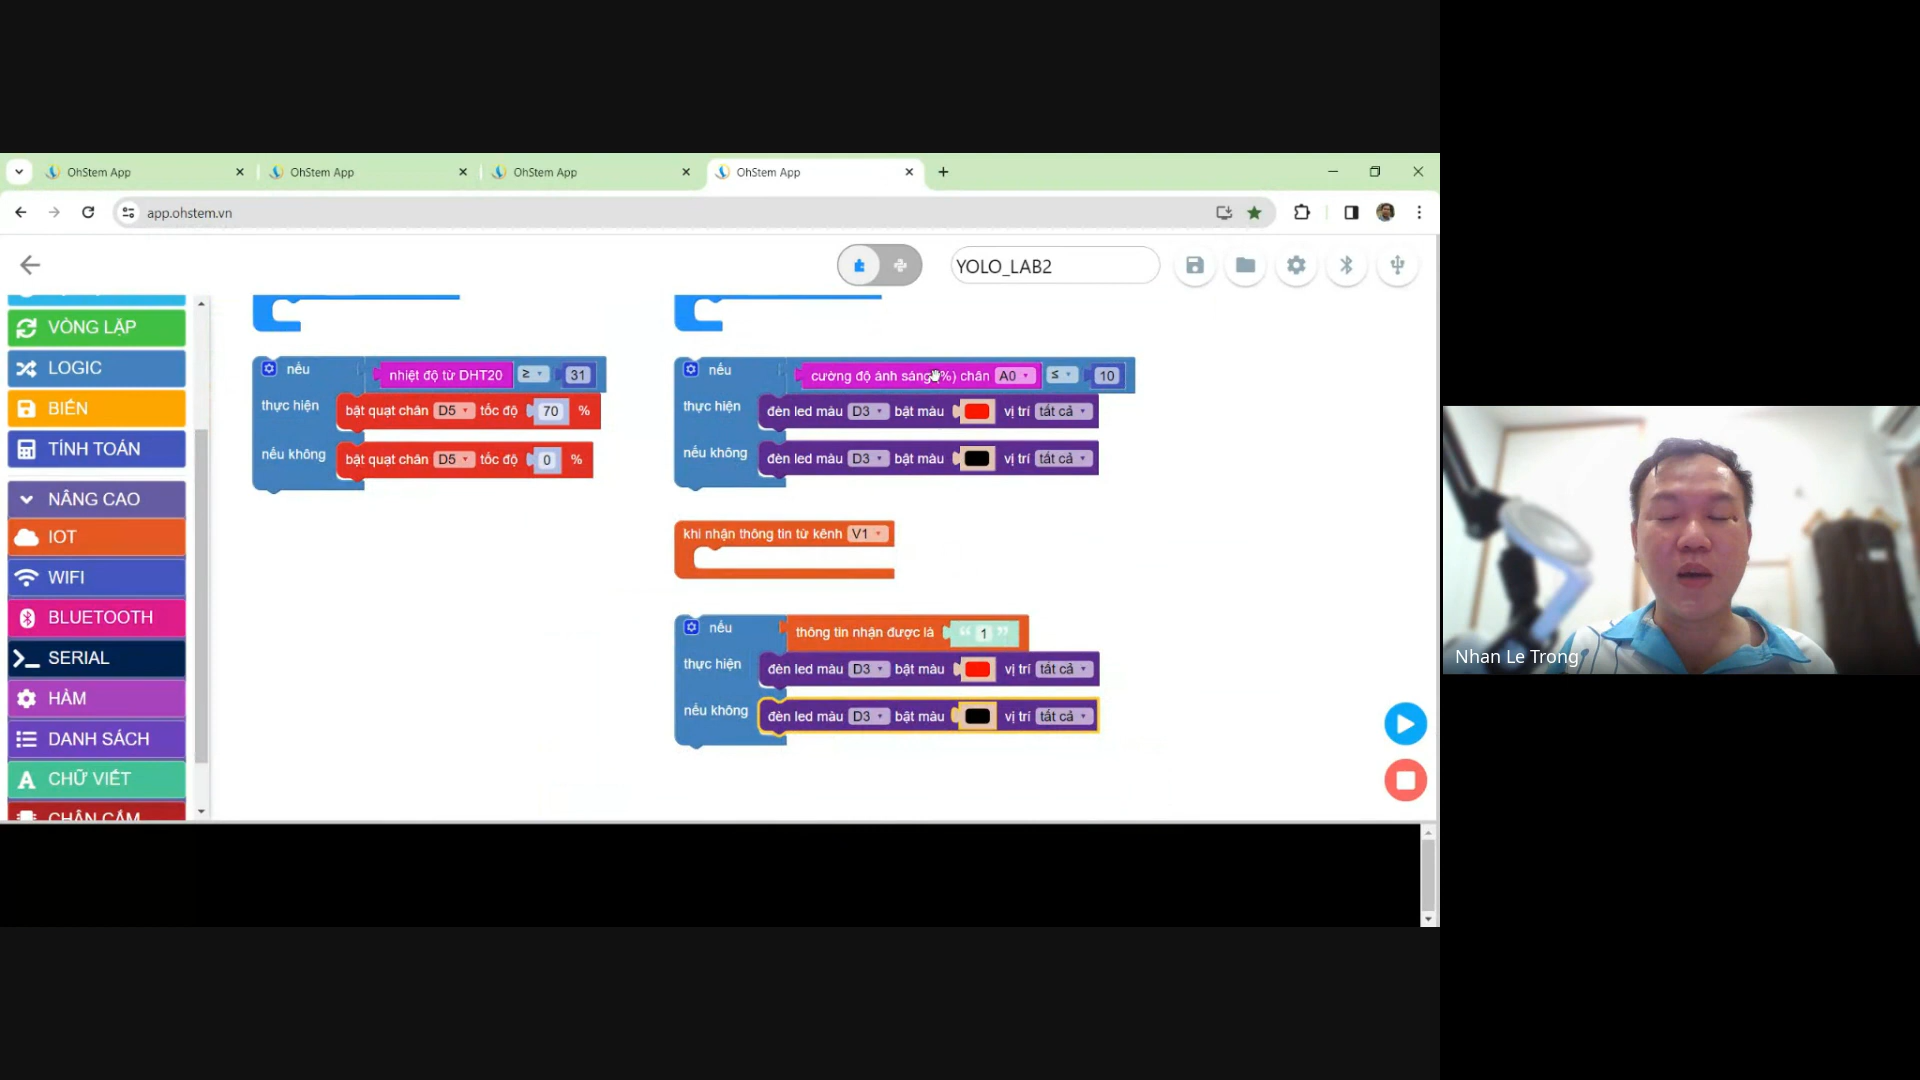 OhStem App
OhStem App
OhStem App
OhStem App
app.ohstem.vn
YOLO_LAB2
VÒNG LẶP
LOGIC
BIẾN
TÍNH TOÁN
NÂNG CAO
IOT
WIFI
BLUETOOTH
SERIAL
HÀM
DANH SÁCH
CHỮ VIẾT
CHÂN CẮM
nếu nhiệt độ từ DHT20 ≥ 31
thực hiện bật quạt chân D5 tốc độ 70 %
nếu không bật quạt chân D5 tốc độ 0 %
nếu cường độ ánh sáng (%) chân A0 ≤ 10
thực hiện đèn led màu D3 bật màu vị trí tất cả
nếu không đèn led màu D3 bật màu vị trí tất cả
khi nhận thông tin từ kênh V1
nếu thông tin nhận được là “ 1 ”
thực hiện đèn led màu D3 bật màu vị trí tất cả
nếu không đèn led màu D3 bật màu vị trí tất cả
Nhan Le Trong